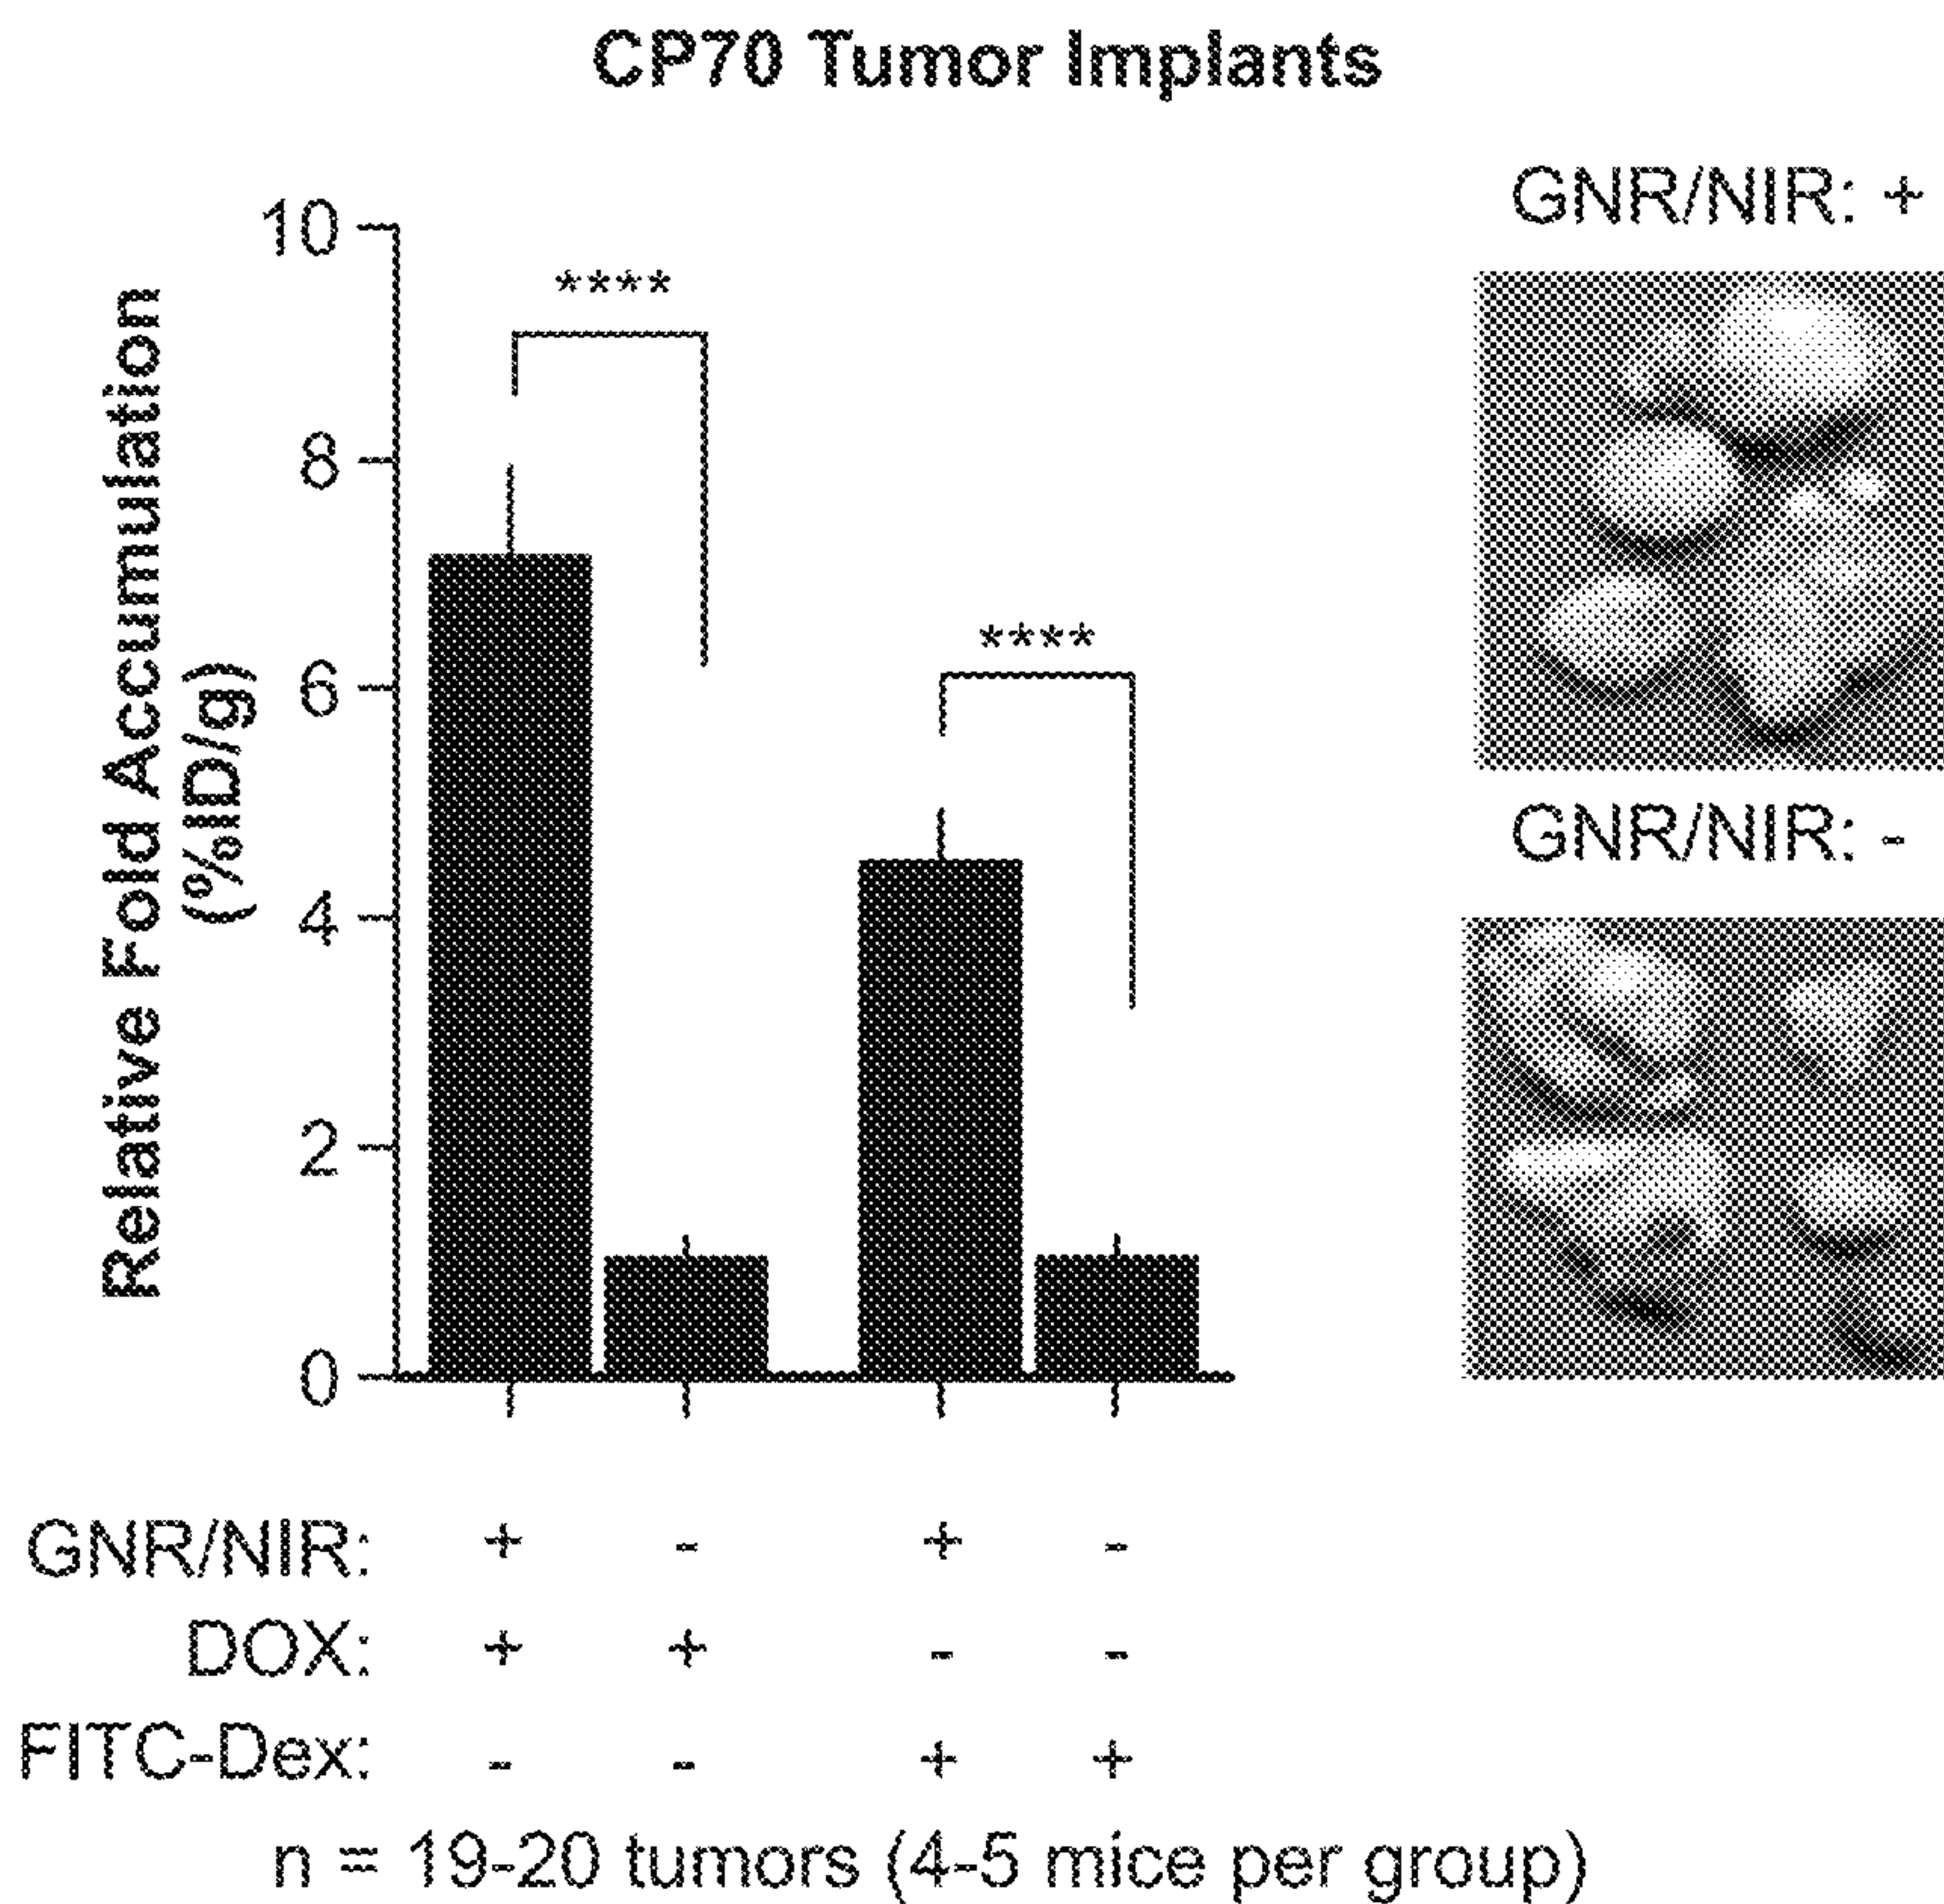 CP70 Tumor Implants
Relative Fold Accumulation
(%ID/g)
10
8
6
4
2
0
****
****
GNR/NIR: + - + -
DOX: + + - -
FITC-Dex: - - + +
n = 19-20 tumors (4-5 mice per group)
GNR/NIR: +
GNR/NIR: -